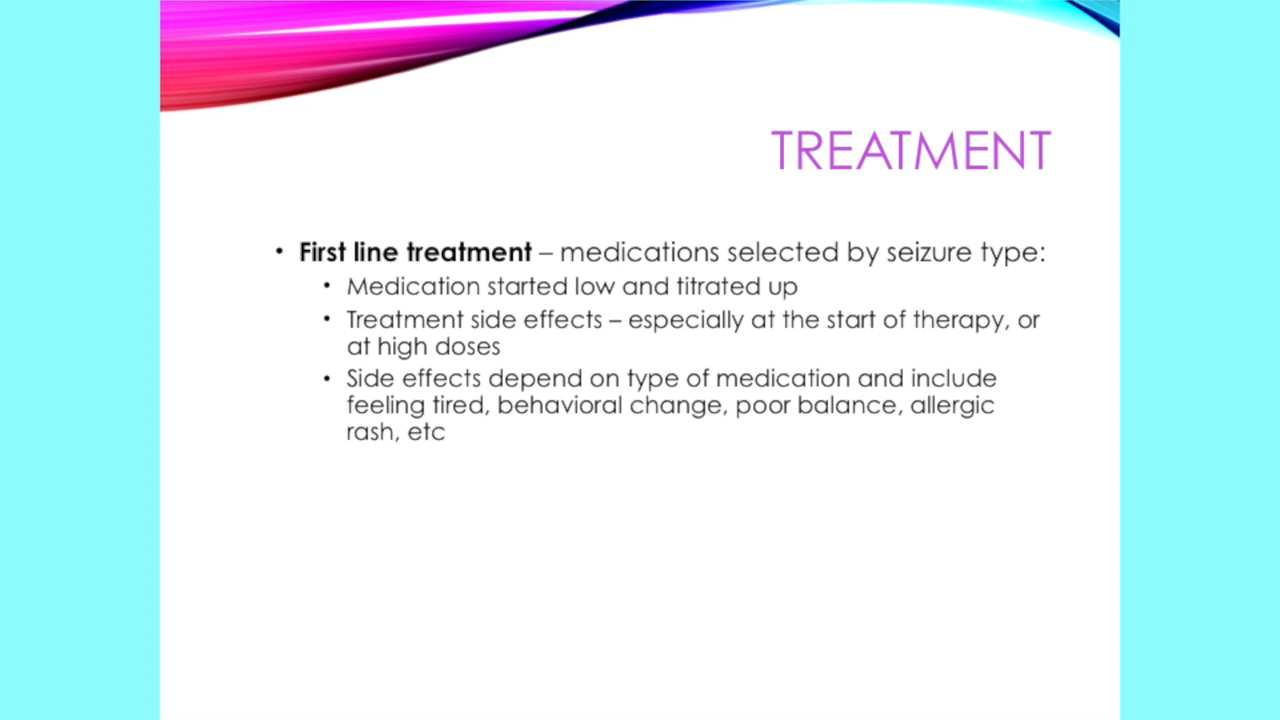 TREATMENT
• First line treatment – medications selected by seizure type:
• Medication started low and titrated up
• Treatment side effects – especially at the start of therapy, or
at high doses
• Side effects depend on type of medication and include
feeling tired, behavioral change, poor balance, allergic
rash, etc